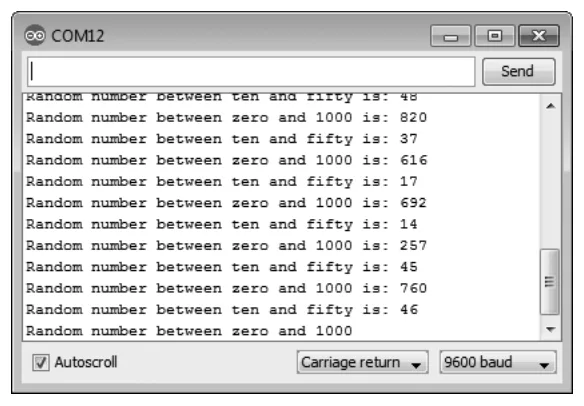 COM12
Send
Random number between ten and fifty is: 48
Random number between zero and 1000 is: 820
Random number between ten and fifty is: 37
Random number between zero and 1000 is: 616
Random number between ten and fifty is: 17
Random number between zero and 1000 is: 692
Random number between ten and fifty is: 14
Random number between zero and 1000 is: 257
Random number between ten and fifty is: 45
Random number between zero and 1000 is: 760
Random number between ten and fifty is: 46
Random number between zero and 1000
Autoscroll Carriage return 9600 baud